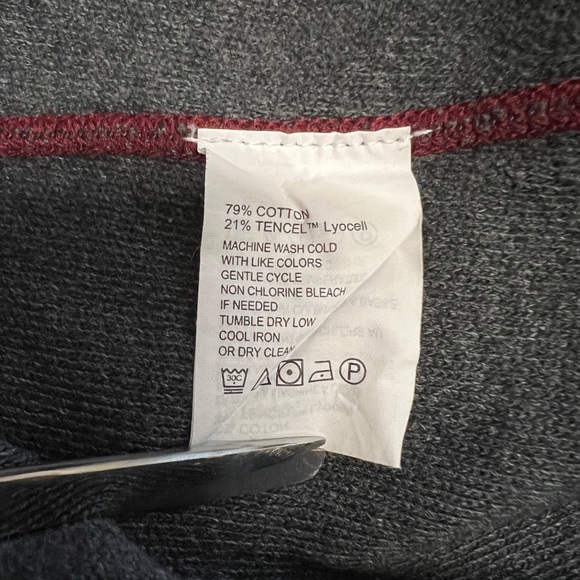 79% COTTON
21% TENCEL™ Lyocell
MACHINE WASH COLD
WITH LIKE COLORS
GENTLE CYCLE
NON CHLORINE BLEACH
IF NEEDED
TUMBLE DRY LOW
COOL IRON
OR DRY CLEAN
30C P